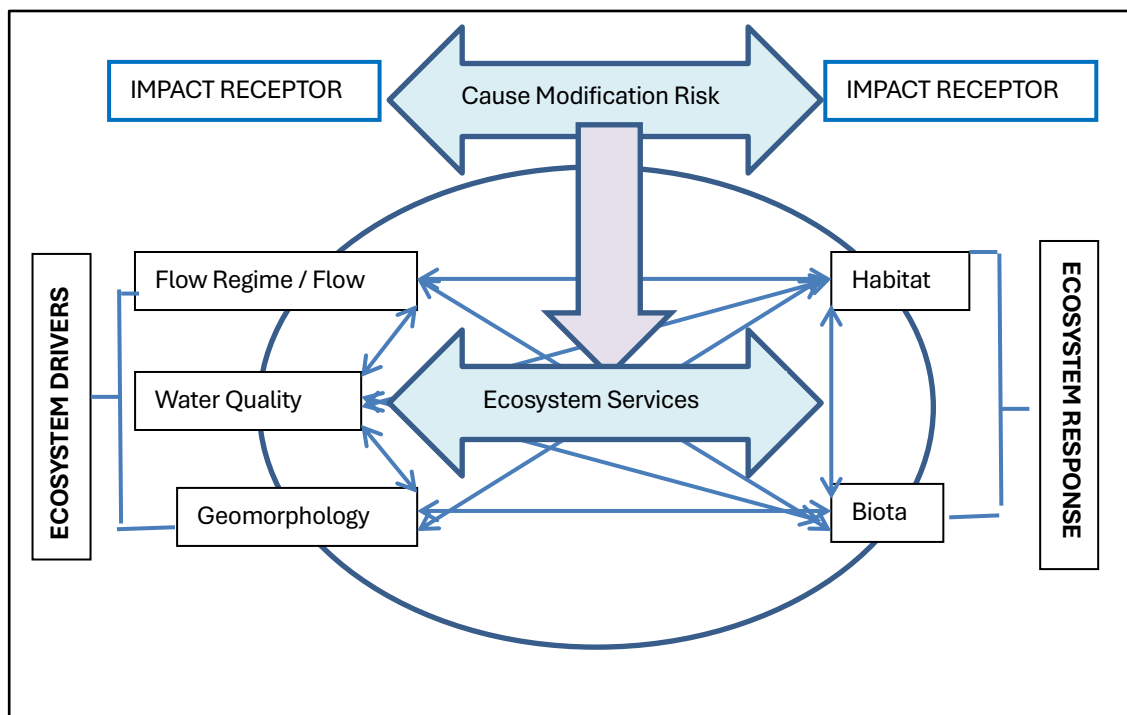 IMPACT RECEPTOR
Cause Modification Risk
IMPACT RECEPTOR
ECOSYSTEM DRIVERS
Flow Regime / Flow
Water Quality
Geomorphology
Ecosystem Services
Habitat
Biota
ECOSYSTEM RESPONSE